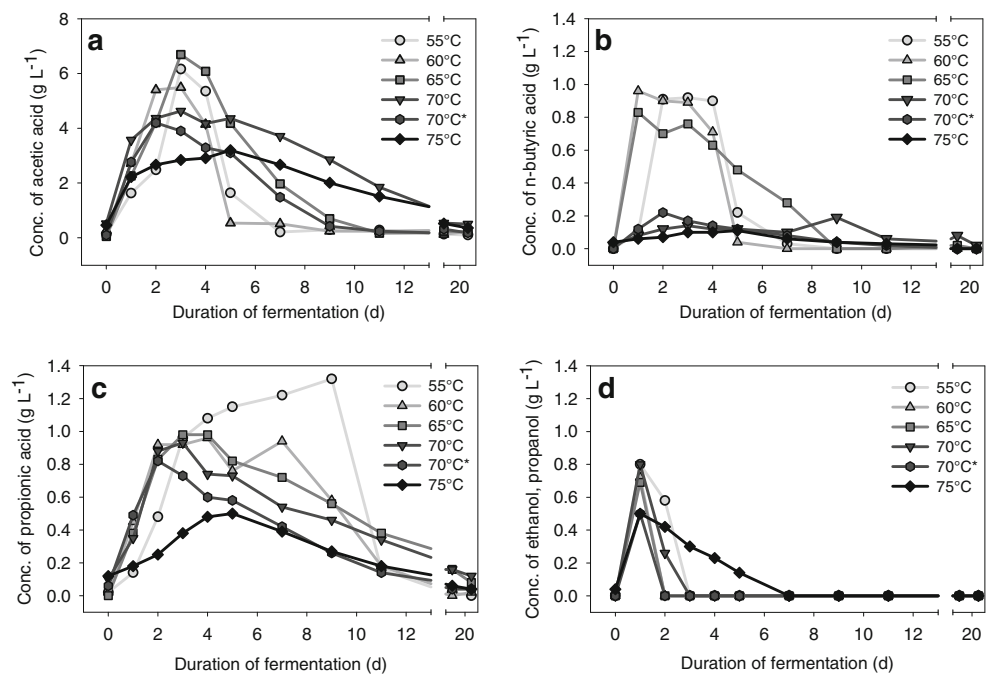 a
Conc. of acetic acid (g L-1)
8
6
4
2
0
55°C
60°C
65°C
70°C
70°C*
75°C
0 2 4 6 8 10 12 20
Duration of fermentation (d)
b
Conc. of n-butyric acid (g L-1)
1.4
1.2
1.0
0.8
0.6
0.4
0.2
0.0
55°C
60°C
65°C
70°C
70°C*
75°C
0 2 4 6 8 10 12 20
Duration of fermentation (d)
c
Conc. of propionic acid (g L-1)
1.4
1.2
1.0
0.8
0.6
0.4
0.2
0.0
55°C
60°C
65°C
70°C
70°C*
75°C
0 2 4 6 8 10 12 20
Duration of fermentation (d)
d
Conc. of ethanol, propanol (g L-1)
1.4
1.2
1.0
0.8
0.6
0.4
0.2
0.0
55°C
60°C
65°C
70°C
70°C*
75°C
0 2 4 6 8 10 12 20
Duration of fermentation (d)